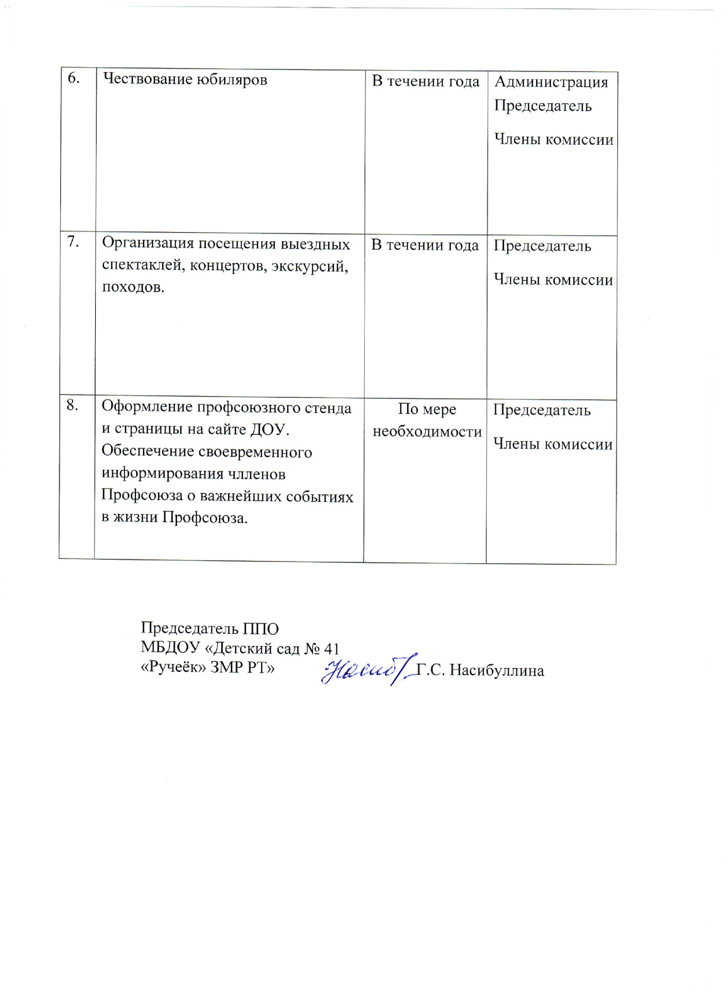 6.
Чествование юбиляров
В течении года
Администрация
Председатель
Члены комиссии
7.
Организация посещения выездных
спектаклей, концертов, экскурсий,
походов.
В течении года
Председатель
Члены комиссии
8.
Оформление профсоюзного стенда
и страницы на сайте ДОУ.
Обеспечение своевременного
информирования члленов
Профсоюза о важнейших событиях
в жизни Профсоюза.
По мере
необходимости
Председатель
Члены комиссии
Председатель ППО
МБДОУ «Детский сад № 41
«Ручеёк» ЗМР РТ»
Насиб Г.С. Насибуллина